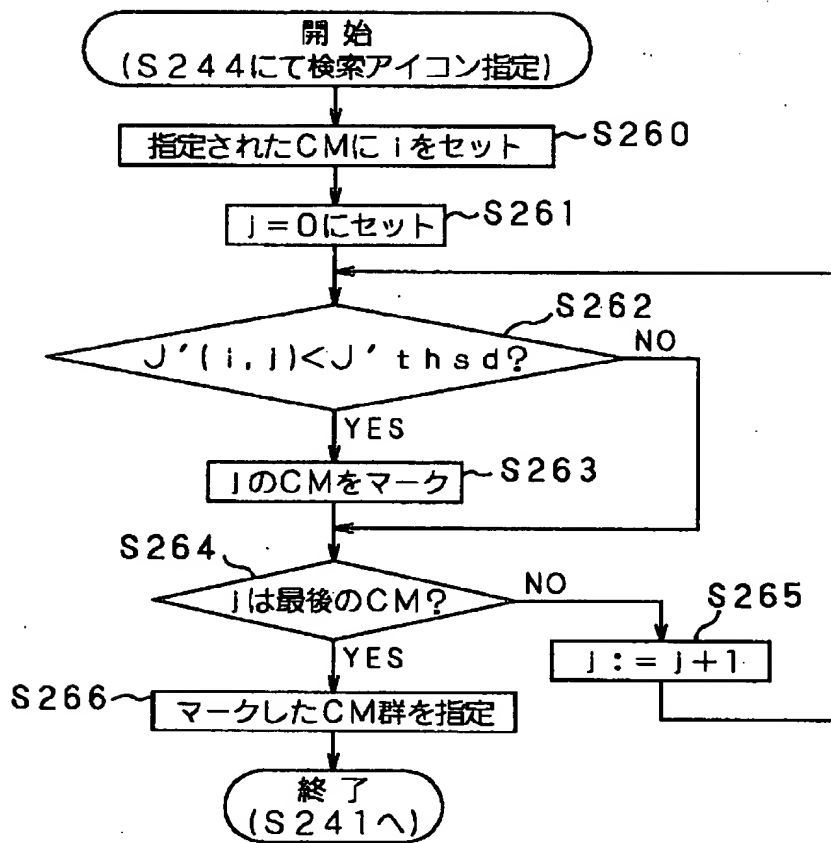 開始
(S244にて検索アイコン指定)
指定されたCMにiをセット
S260
j=0にセット
S261
S262
J′(i,j)<J′thsd?
NO
YES
jのCMをマーク
S263
S264
jは最後のCM?
NO
S265
j:=j+1
YES
S266
マークしたCM群を指定
終了
(S241へ)